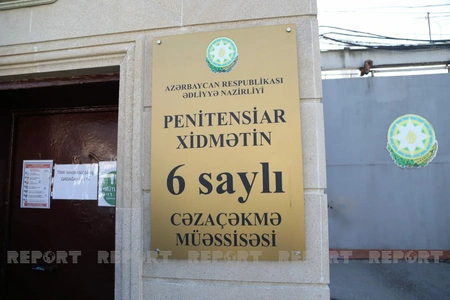 AZƏRBAYCAN RESPUBLİKASI
ƏDLİYYƏ NAZİRLİYİ
PENİTENSİAR
XİDMƏTİN
6 saylı
CƏZAÇƏKMƏ
MÜƏSSİSƏSİ
REPORT REPORT REPORT REPORT